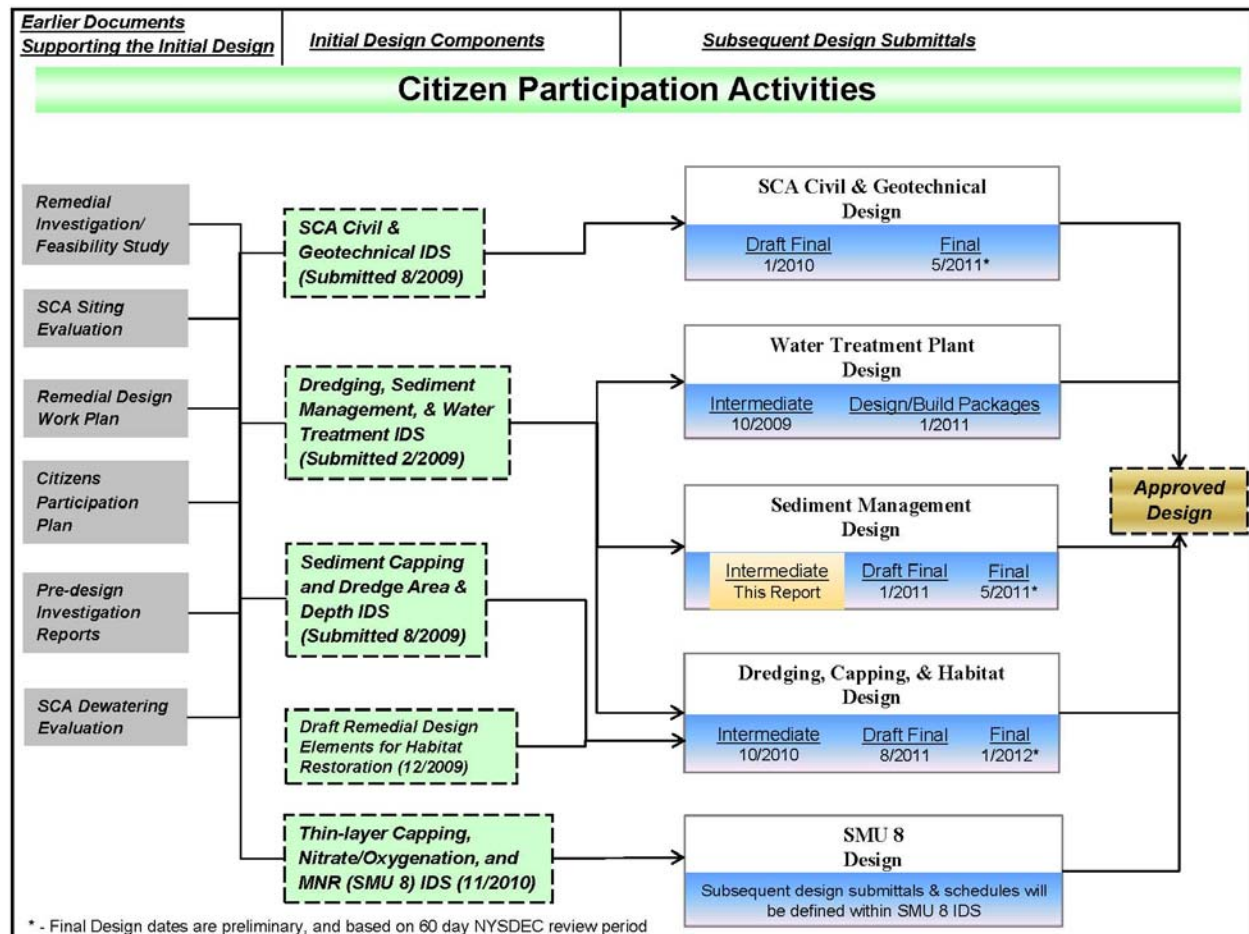 Earlier Documents
Supporting the Initial Design
Initial Design Components
Subsequent Design Submittals
Citizen Participation Activities
Remedial
Investigation/
Feasibility Study
SCA Siting
Evaluation
Remedial Design
Work Plan
Citizens
Participation
Plan
Pre-design
Investigation
Reports
SCA Dewatering
Evaluation
SCA Civil &
Geotechnical IDS
(Submitted 8/2009)
Dredging, Sediment
Management, & Water
Treatment IDS
(Submitted 2/2009)
Sediment Capping
and Dredge Area &
Depth IDS
(Submitted 8/2009)
Draft Remedial Design
Elements for Habitat
Restoration (12/2009)
Thin-layer Capping,
Nitrate/Oxygenation, and
MNR (SMU 8) IDS (11/2010)
SCA Civil & Geotechnical
Design
Draft Final
1/2010
Final
5/2011*
Water Treatment Plant
Design
Intermediate
10/2009
Design/Build Packages
1/2011
Sediment Management
Design
Intermediate
This Report
Draft Final
1/2011
Final
5/2011*
Dredging, Capping, & Habitat
Design
Intermediate
10/2010
Draft Final
8/2011
Final
1/2012*
SMU 8
Design
Subsequent design submittals & schedules will
be defined within SMU 8 IDS
Approved
Design
* - Final Design dates are preliminary, and based on 60 day NYSDEC review period